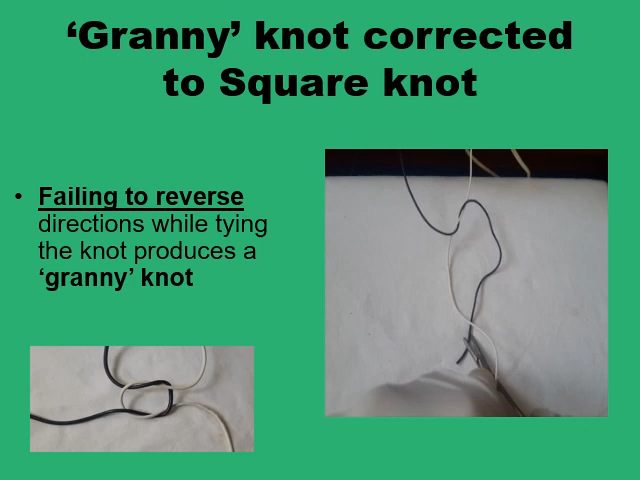 ‘Granny’ knot corrected
to Square knot
• Failing to reverse
directions while tying
the knot produces a
‘granny’ knot